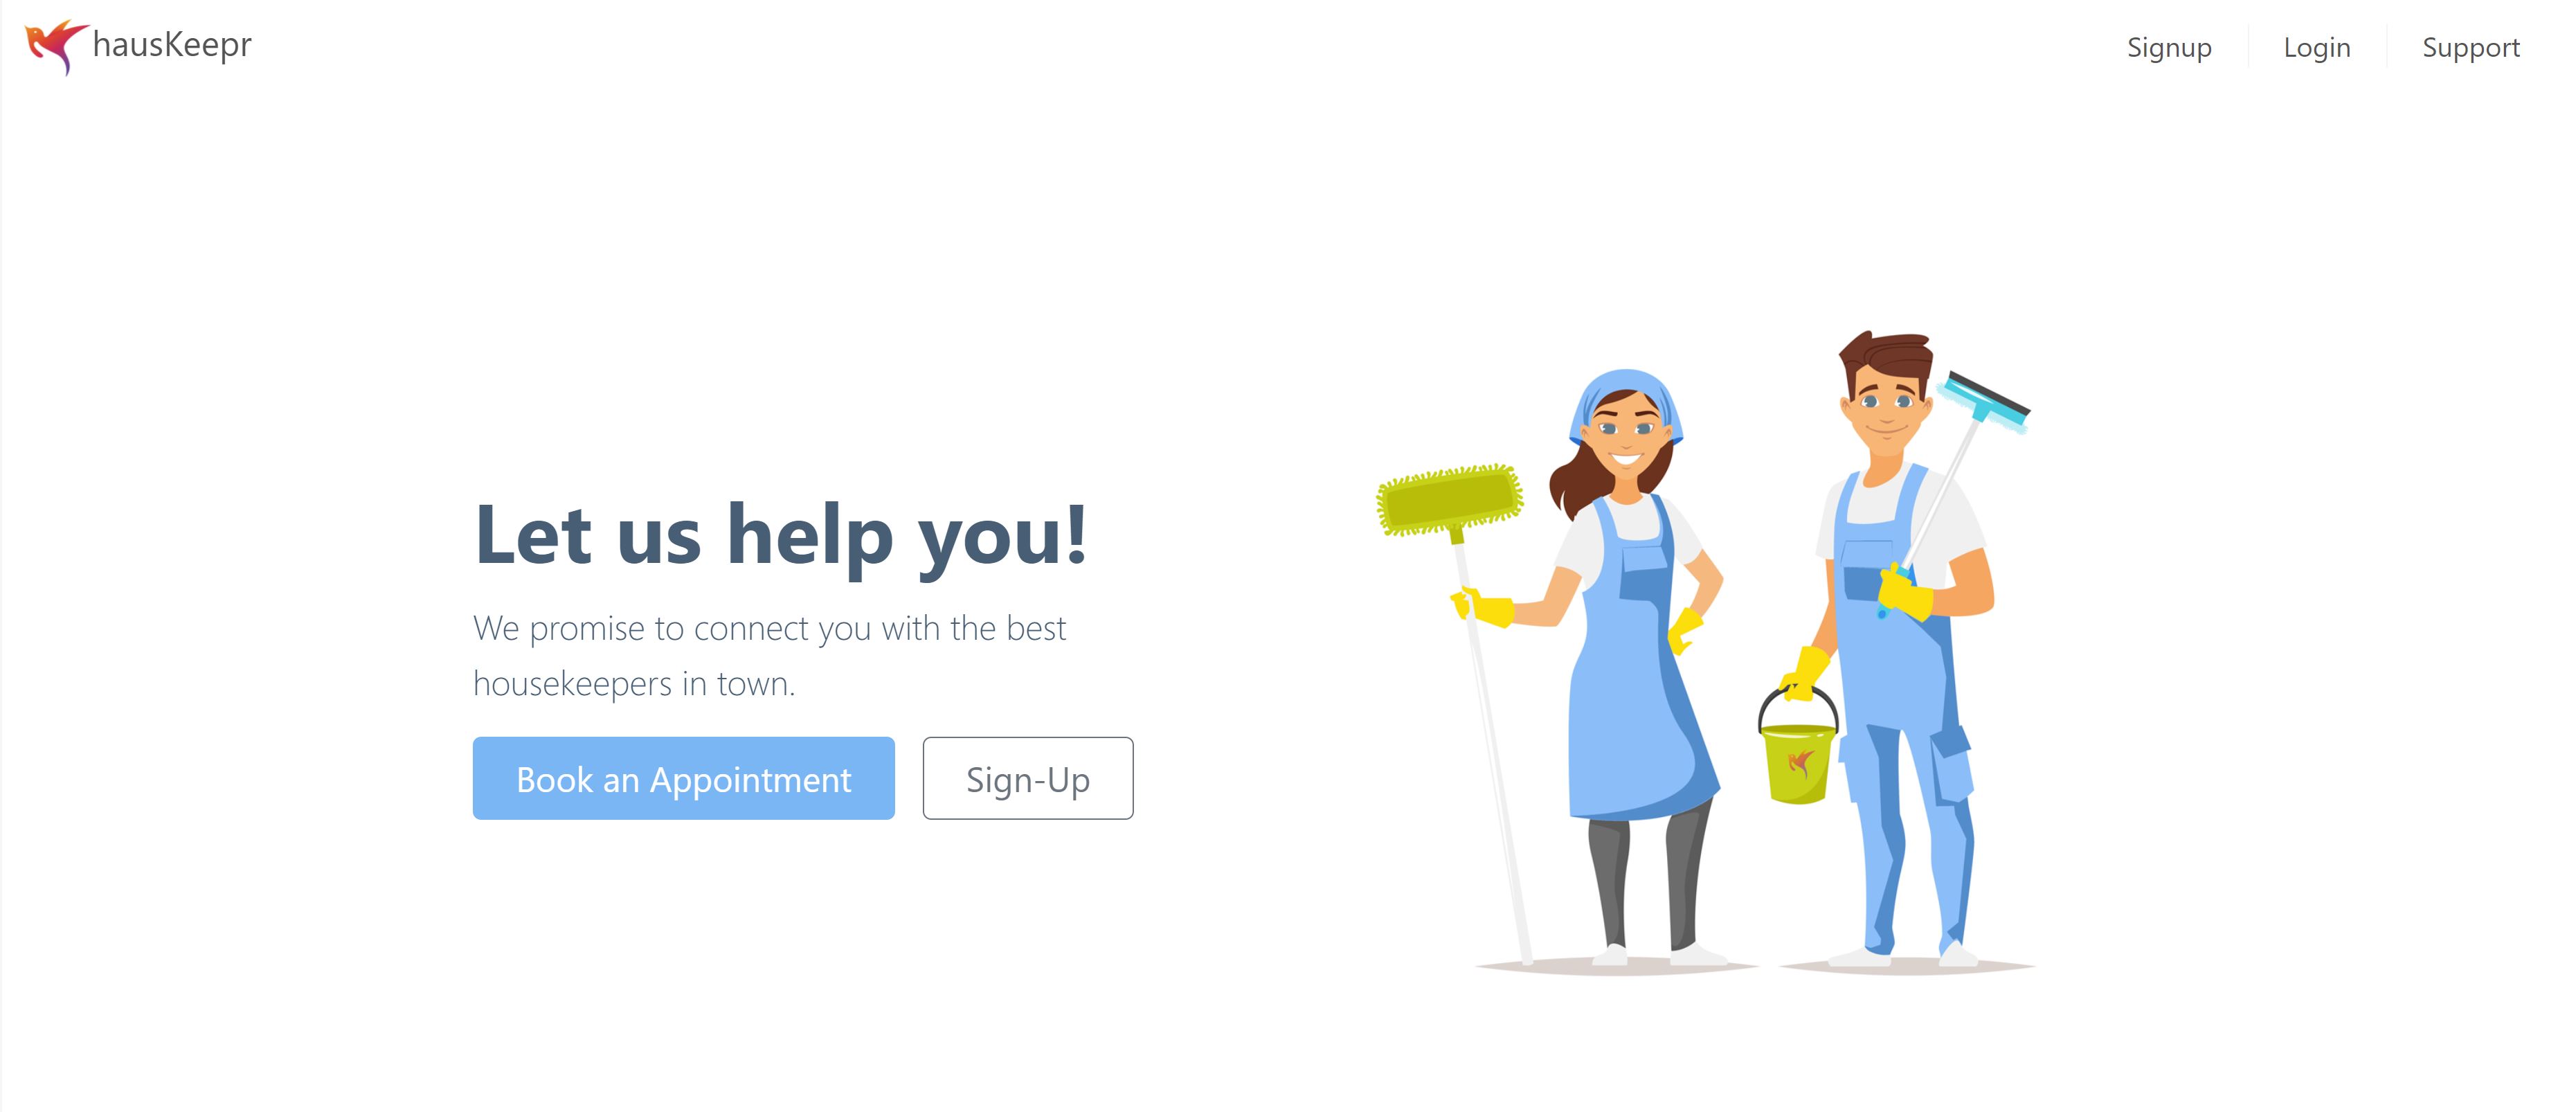 hausKeepr
Signup
Login
Support
Let us help you!
We promise to connect you with the best
housekeepers in town.
Book an Appointment
Sign-Up